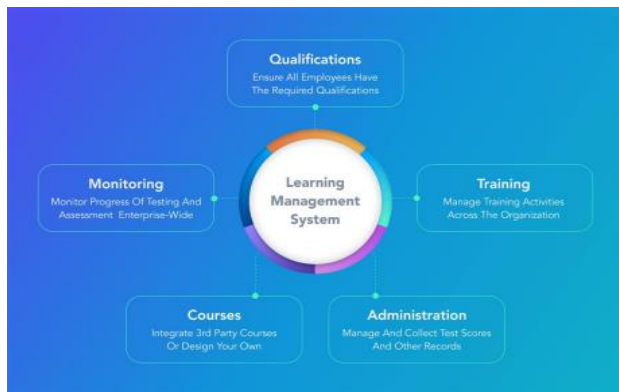 Qualifications
Ensure All Employees Have
The Required Qualifications
Monitoring
Monitor Progress Of Testing And
Assessment Enterprise-Wide
Learning
Management
System
Training
Manage Training Activities
Across The Organization
Courses
Integrate 3rd Party Courses
Or Design Your Own
Administration
Manage And Collect Test Scores
And Other Records